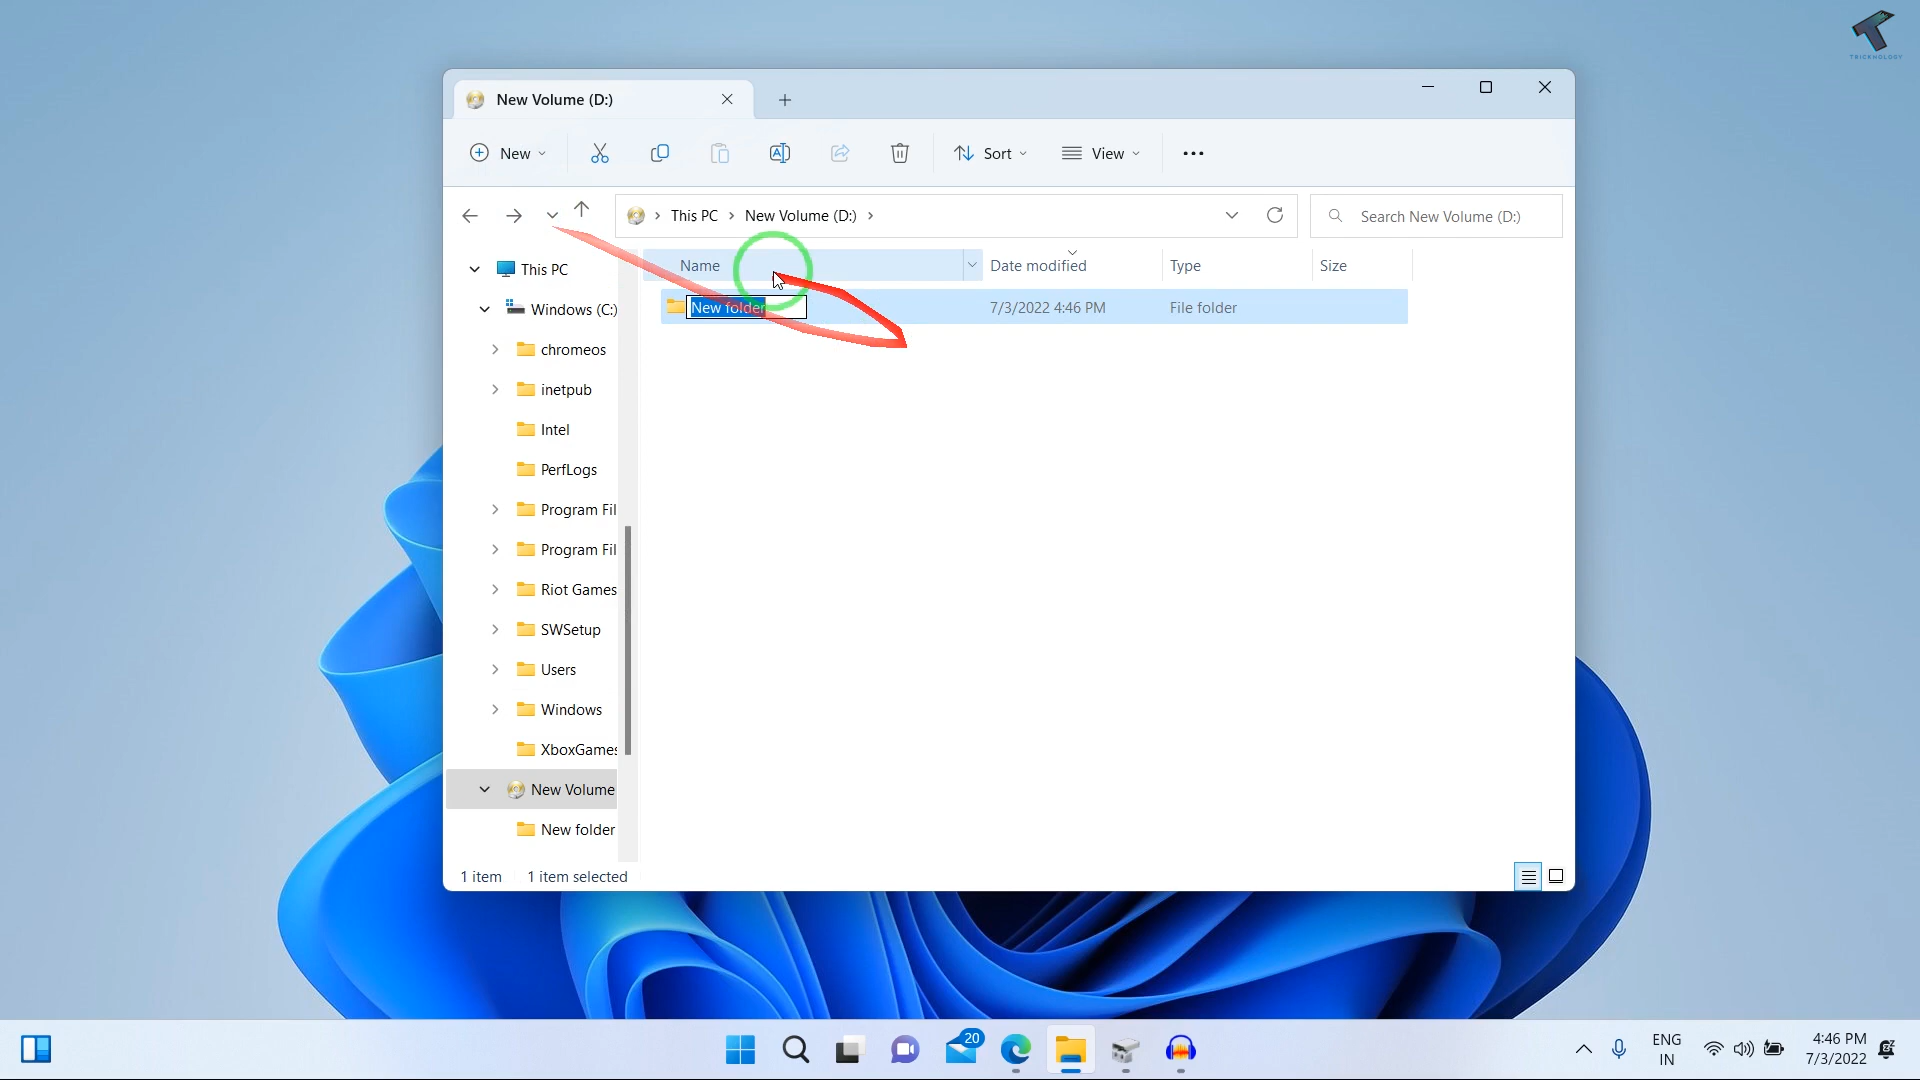 TRICKNOLOGY
New Volume (D:)
New
Sort
View
This PC
New Volume (D:)
Search New Volume (D:)
Name
Date modified
Type
Size
New folder
7/3/2022 4:46 PM
File folder
This PC
Windows (C:)
chromeos
inetpub
Intel
PerfLogs
Program Fil
Program Fil
Riot Games
SWSetup
Users
Windows
XboxGames
New Volume
New folder
1 item
1 item selected
20
ENG
IN
4:46 PM
7/3/2022